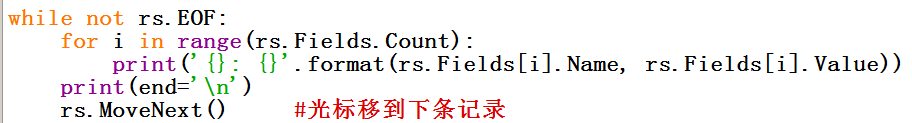 while not rs.EOF:
    for i in range(rs.Fields.Count):
        print('{}: {}'.format(rs.Fields[i].Name, rs.Fields[i].Value))
    print(end='\n')
    rs.MoveNext()     #光标移到下条记录